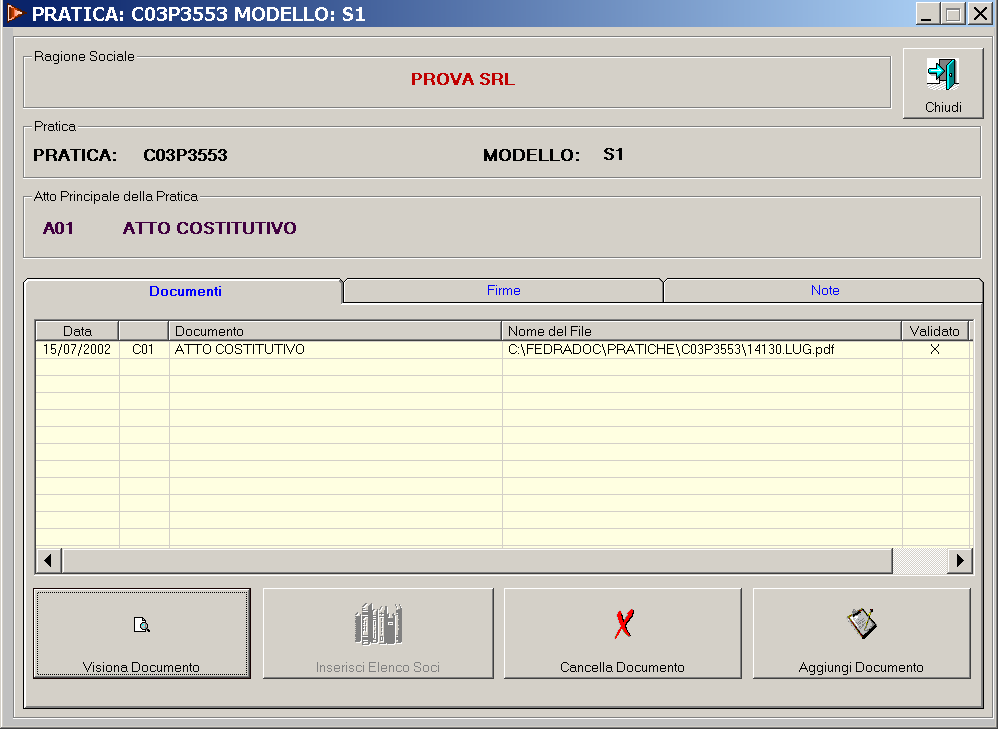 PRATICA: C03P3553 MODELLO: S1
Ragione Sociale
PROVA SRL
Chiudi
Pratica
PRATICA: C03P3553 MODELLO: S1
Atto Principale della Pratica
A01 ATTO COSTITUTIVO
Documenti Firme Note
Data Documento Nome del File Validato
15/07/2002 C01 ATTO COSTITUTIVO C:\FEDRADOC\PRATICHE\C03P3553\14130.LUG.pdf X
Visiona Documento Inserisci Elenco Soci Cancella Documento Aggiungi Documento